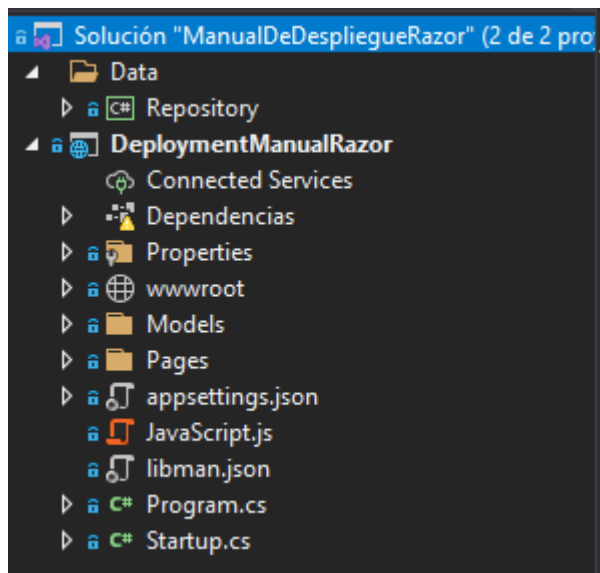 Solución "ManualDeDespliegueRazor" (2 de 2 pro
Data
C# Repository
DeploymentManualRazor
Connected Services
Dependencias
Properties
wwwroot
Models
Pages
appsettings.json
JavaScript.js
libman.json
C# Program.cs
C# Startup.cs